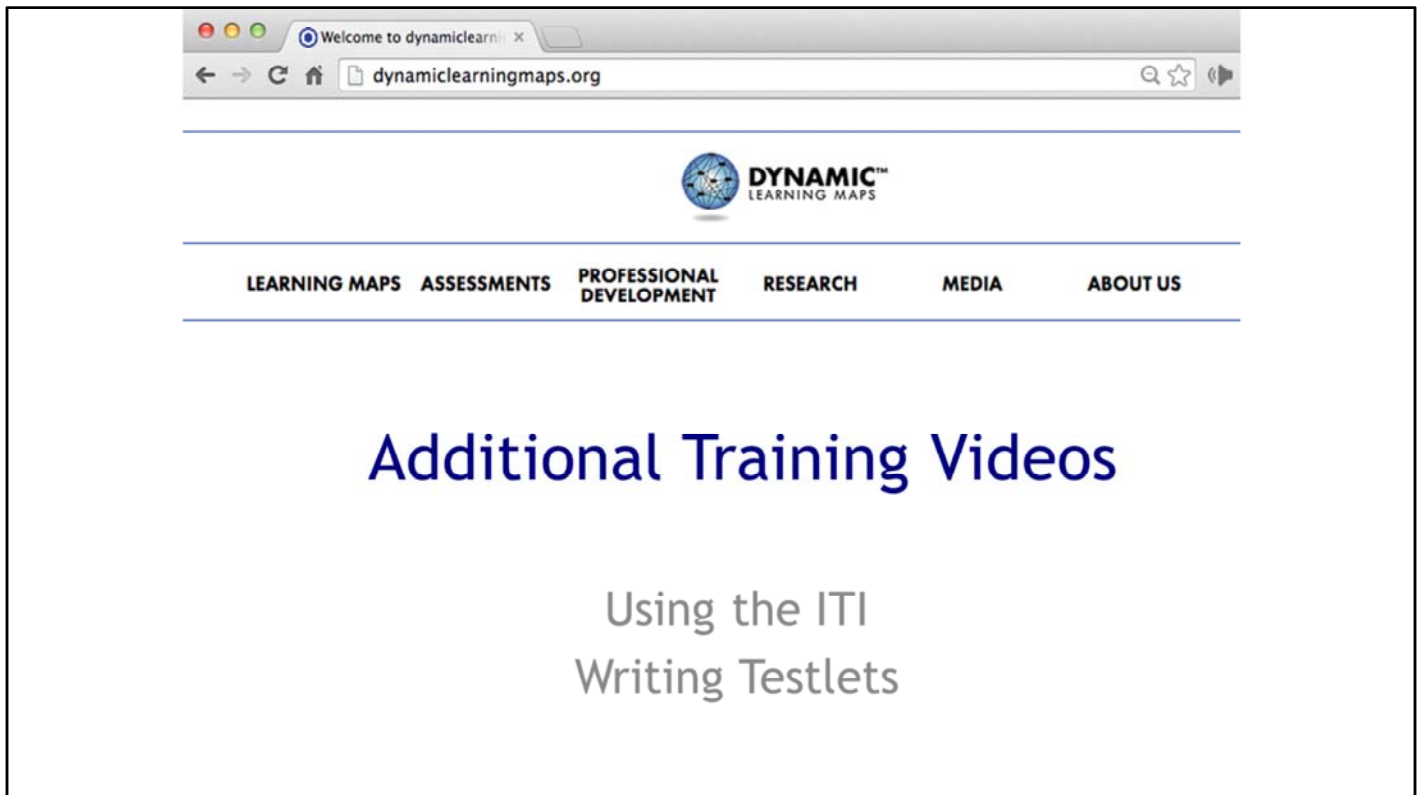 Welcome to dynamiclearni
dynamiclearningmaps.org
DYNAMIC™
LEARNING MAPS
LEARNING MAPS ASSESSMENTS PROFESSIONAL DEVELOPMENT RESEARCH MEDIA ABOUT US
Additional Training Videos
Using the ITI
Writing Testlets